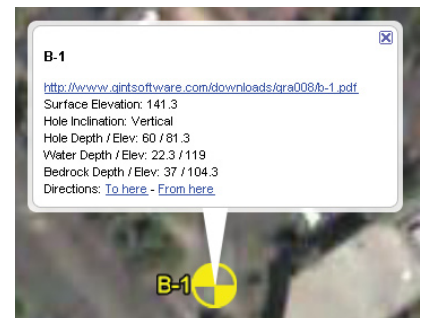 B-1
http://www.gintsoftware.com/downloads/gra008/b-1.pdf
Surface Elevation: 141.3
Hole Inclination: Vertical
Hole Depth / Elev: 60 / 81.3
Water Depth / Elev: 22.3 / 119
Bedrock Depth / Elev: 37 / 104.3
Directions: To here - From here
B-1